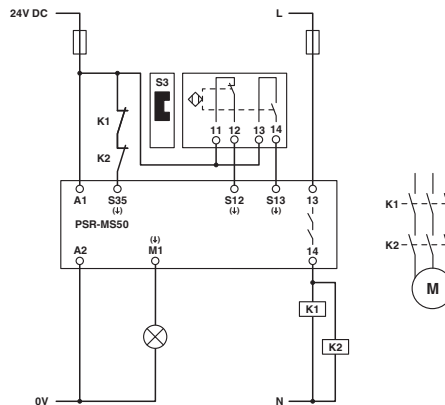 24V DC
L
S3
K1
K2
11 12 13 14
A1 S35 S12 S13 13
(↓) (↓) (↓)
PSR-MS50
(↓)
A2 M1 14
K1
K2
K1
K2
M
0V
N